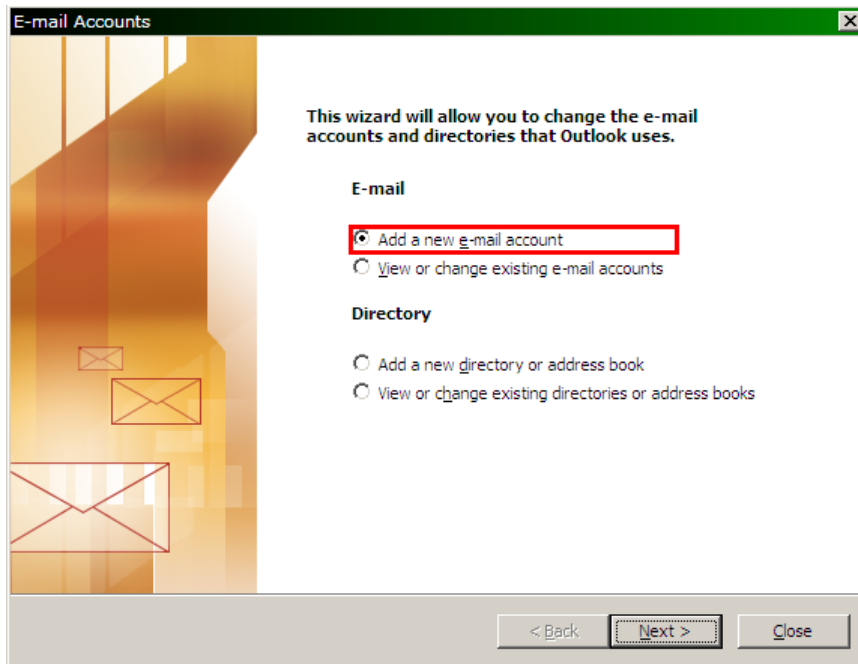 E-mail Accounts
This wizard will allow you to change the e-mail
accounts and directories that Outlook uses.
E-mail
Add a new e-mail account
View or change existing e-mail accounts
Directory
Add a new directory or address book
View or change existing directories or address books
< Back Next > Close